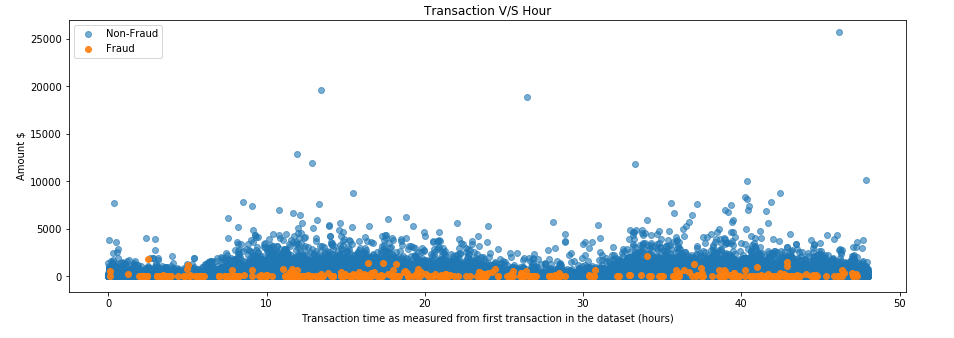 Transaction V/S Hour
Non-Fraud
Fraud
25000
20000
15000
10000
5000
0
Amount $
0 10 20 30 40 50
Transaction time as measured from first transaction in the dataset (hours)